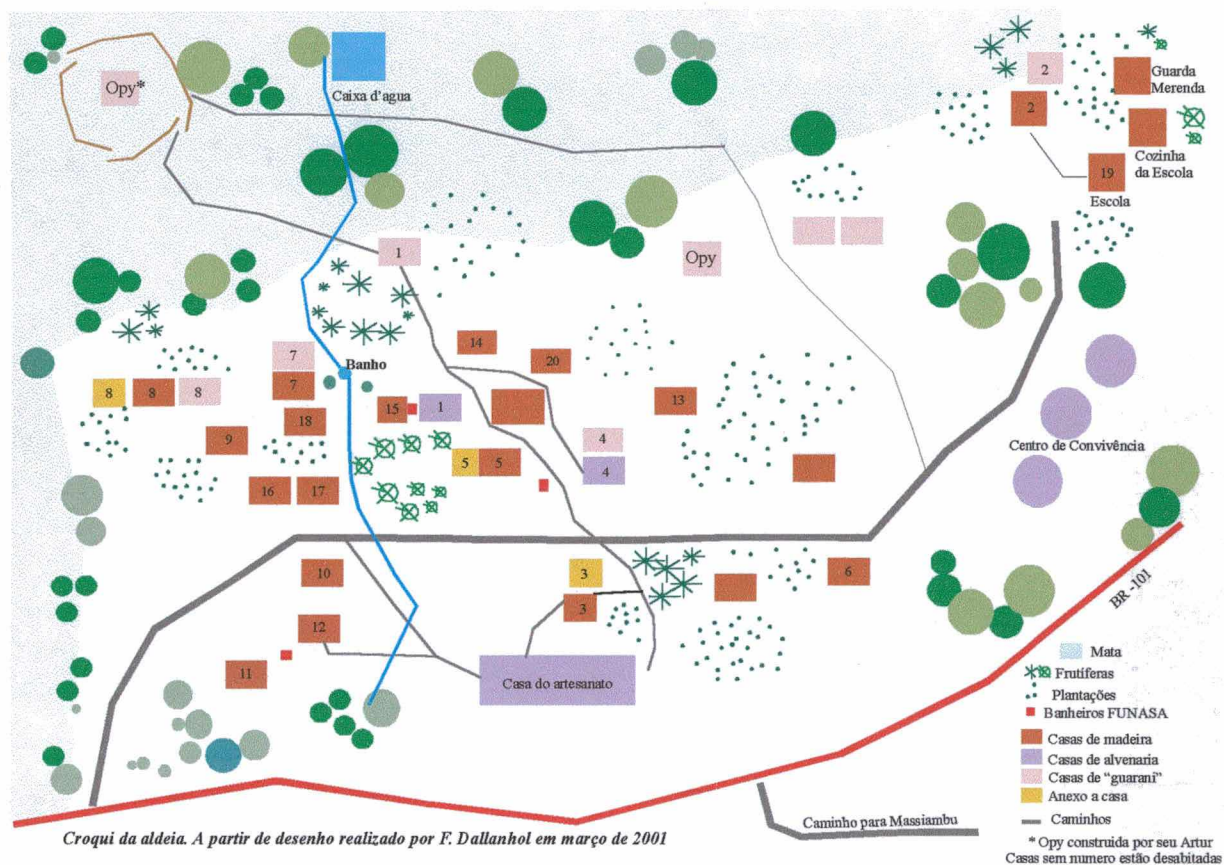 Opy*
Caixa d'agua
2
Guarda
Merenda
2
Cozinha
da Escola
19
Escola
1
Opy
14
7
Banho
20
8
8
8
7
15
1
13
18
4
9
5
5
4
Centro de Convivência
16
17
10
3
6
3
12
11
Casa do artesanato
BR -101
Mata
Frutíferas
Plantações
Banheiros FUNASA
Casas de madeira
Casas de alvenaria
Casas de "guarani"
Anexo a casa
Caminhos
Caminho para Massiambu
* Opy construida por seu Artur
Casas sem numero estão desabitadas
Croqui da aldeia. A partir de desenho realizado por F. Dallanhol em março de 2001